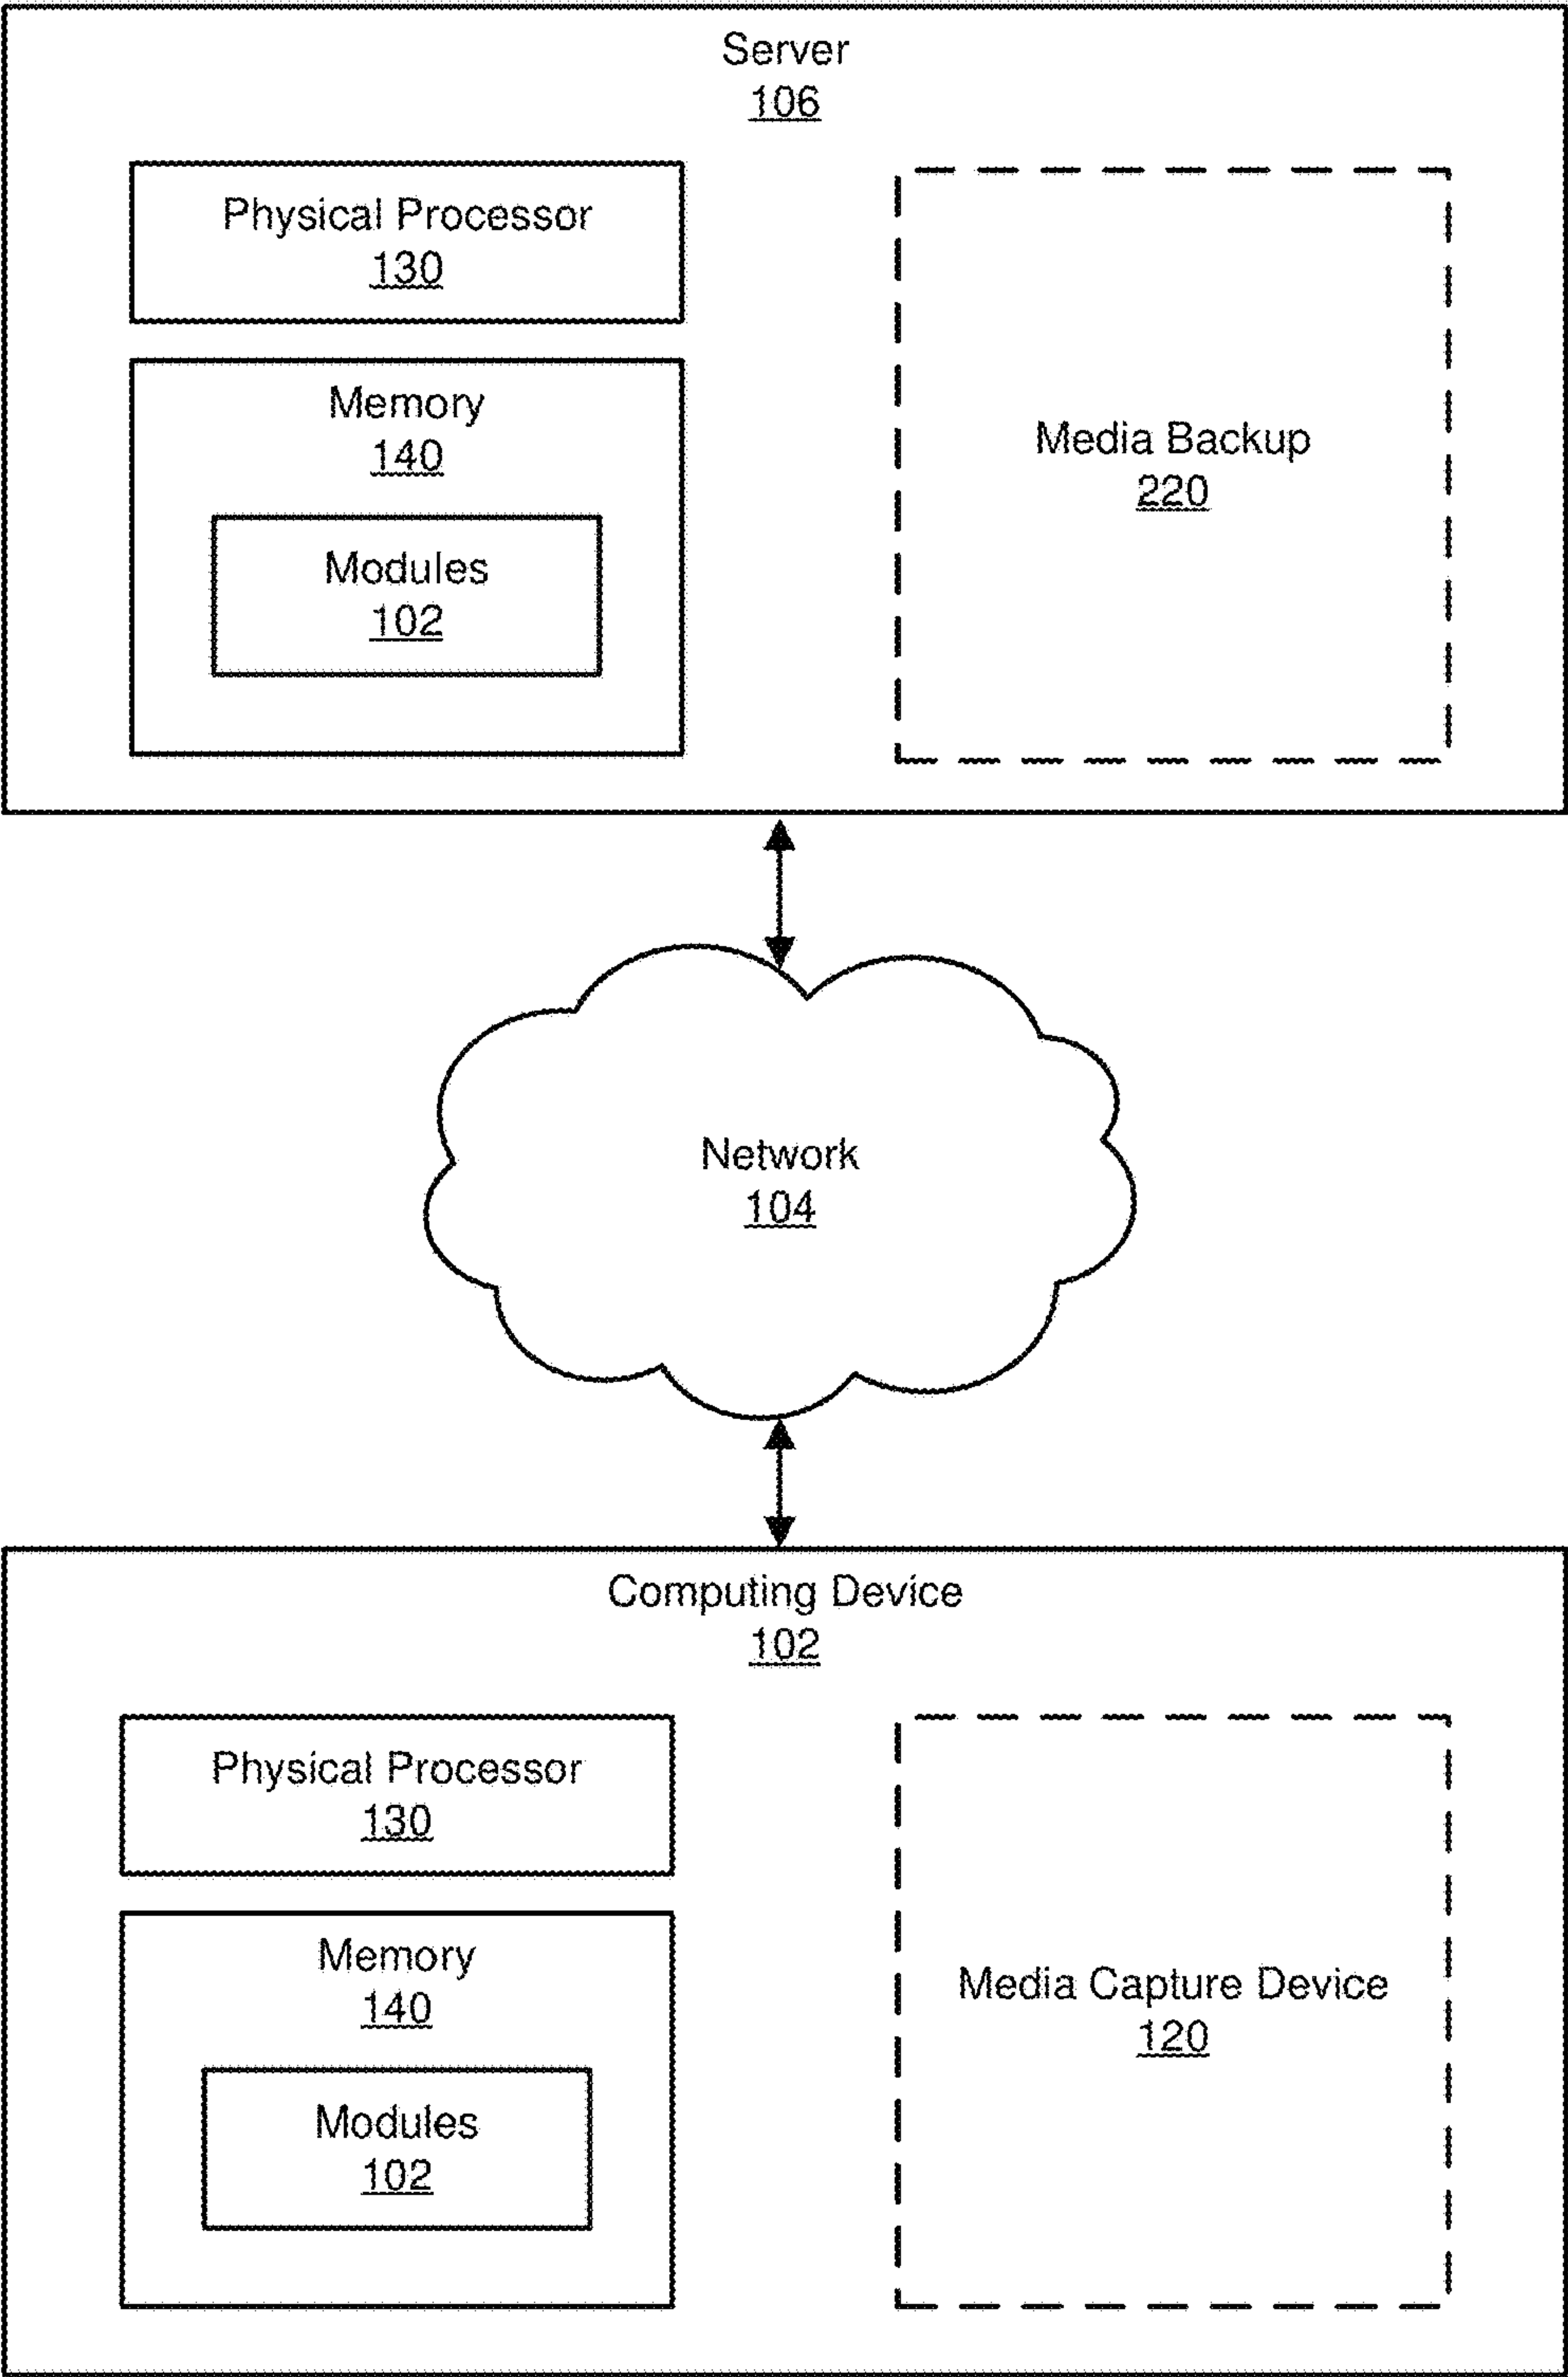 Server
106
Physical Processor
130
Memory
140
Modules
102
Media Backup
220
Network
104
Computing Device
102
Physical Processor
130
Memory
140
Modules
102
Media Capture Device
120